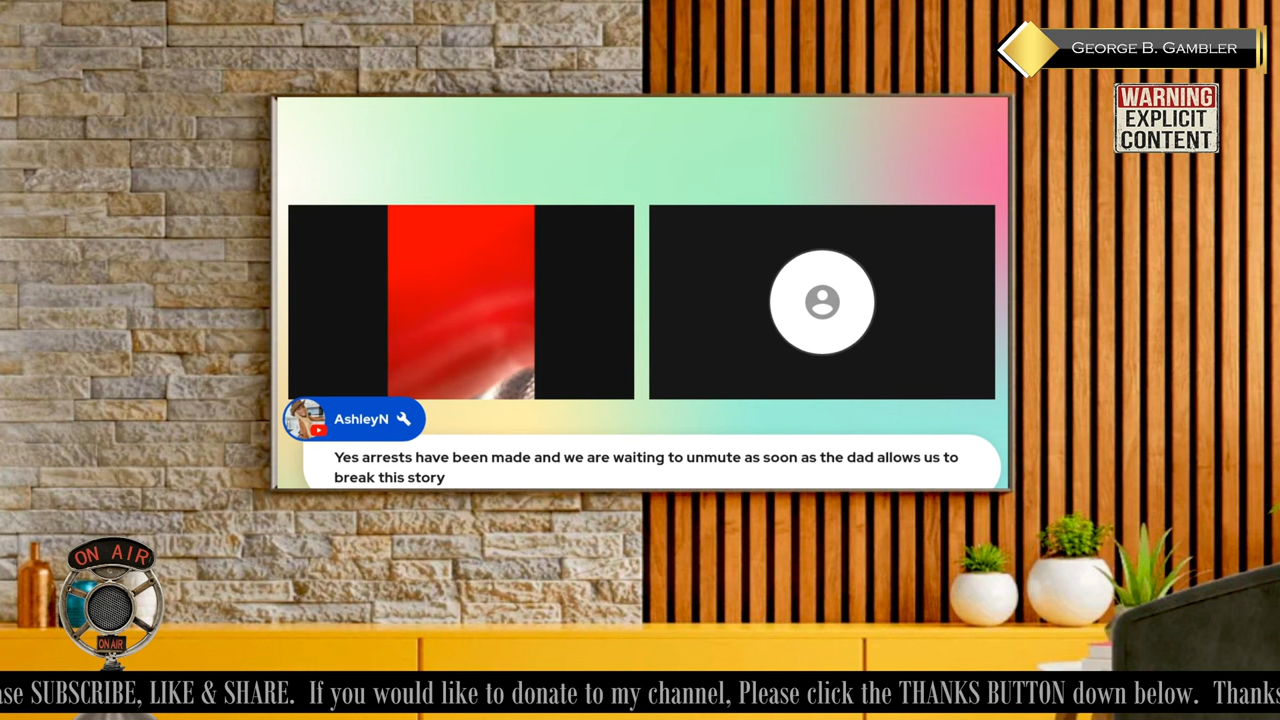 George B. Gambler
WARNING
EXPLICIT
CONTENT
AshleyN
Yes arrests have been made and we are waiting to unmute as soon as the dad allows us to
break this story
ON AIR
ON AIR
ase SUBSCRIBE, LIKE & SHARE. If you would like to donate to my channel, Please click the THANKS BUTTON down below. Thanks